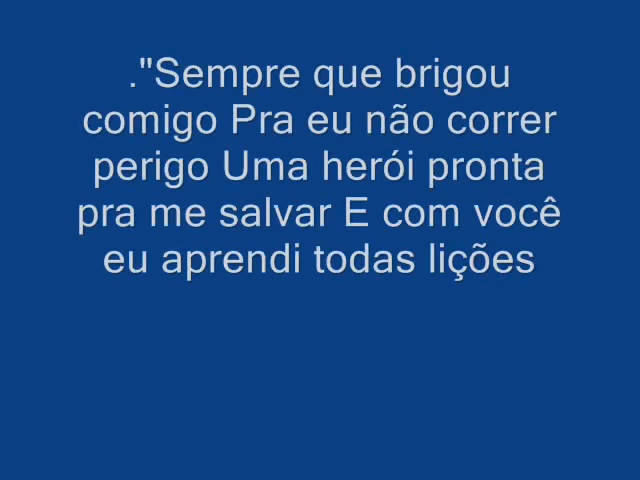 ."Sempre que brigou
comigo Pra eu não correr
perigo Uma herói pronta
pra me salvar E com você
eu aprendi todas lições